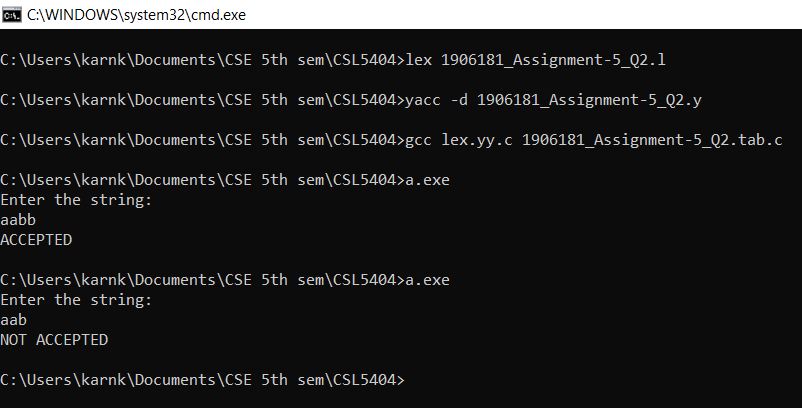 C:\WINDOWS\system32\cmd.exe
C:\Users\karnk\Documents\CSE 5th sem\CSL5404>lex 1906181_Assignment-5_Q2.l
C:\Users\karnk\Documents\CSE 5th sem\CSL5404>yacc -d 1906181_Assignment-5_Q2.y
C:\Users\karnk\Documents\CSE 5th sem\CSL5404>gcc lex.yy.c 1906181_Assignment-5_Q2.tab.c
C:\Users\karnk\Documents\CSE 5th sem\CSL5404>a.exe
Enter the string:
aabb
ACCEPTED
C:\Users\karnk\Documents\CSE 5th sem\CSL5404>a.exe
Enter the string:
aab
NOT ACCEPTED
C:\Users\karnk\Documents\CSE 5th sem\CSL5404>